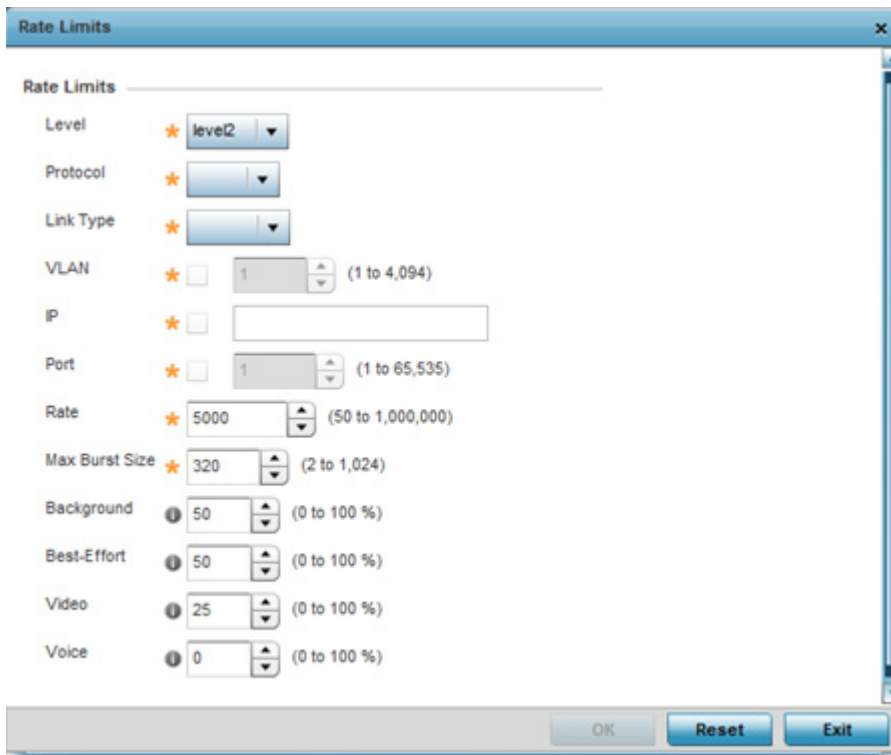 Rate Limits
Rate Limits
Level * level2
Protocol *
Link Type *
VLAN * 1 (1 to 4,094)
IP *
Port * 1 (1 to 65,535)
Rate * 5000 (50 to 1,000,000)
Max Burst Size * 320 (2 to 1,024)
Background i 50 (0 to 100 %)
Best-Effort i 50 (0 to 100 %)
Video i 25 (0 to 100 %)
Voice i 0 (0 to 100 %)
OK Reset Exit